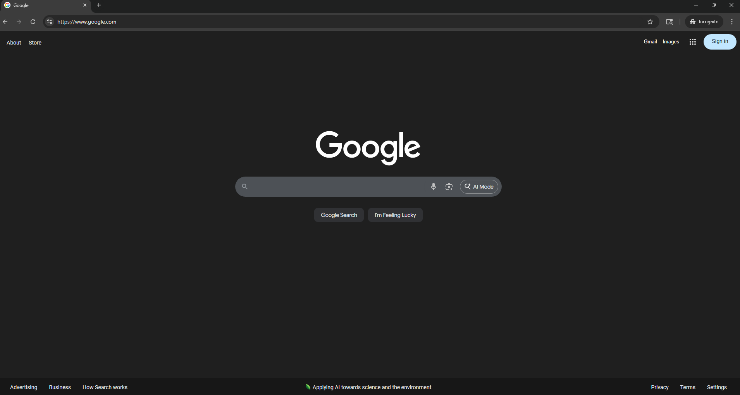 Google
https://www.google.com
Incognito
About Store
Gmail Images
Sign in
Google
AI Mode
Google Search I'm Feeling Lucky
Advertising Business How Search works
Applying AI towards science and the environment
Privacy Terms Settings